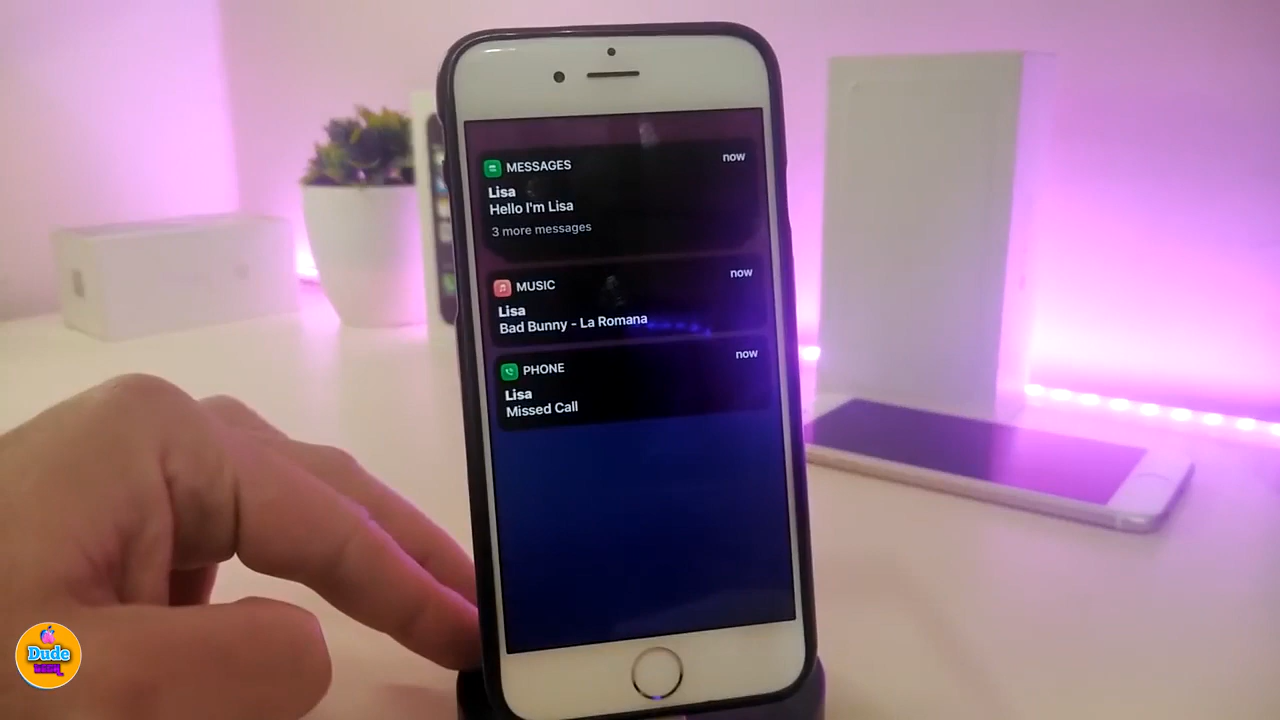 MESSAGES
now
Lisa
Hello I'm Lisa
3 more messages
MUSIC
now
Lisa
Bad Bunny - La Romana
PHONE
now
Lisa
Missed Call
Dude